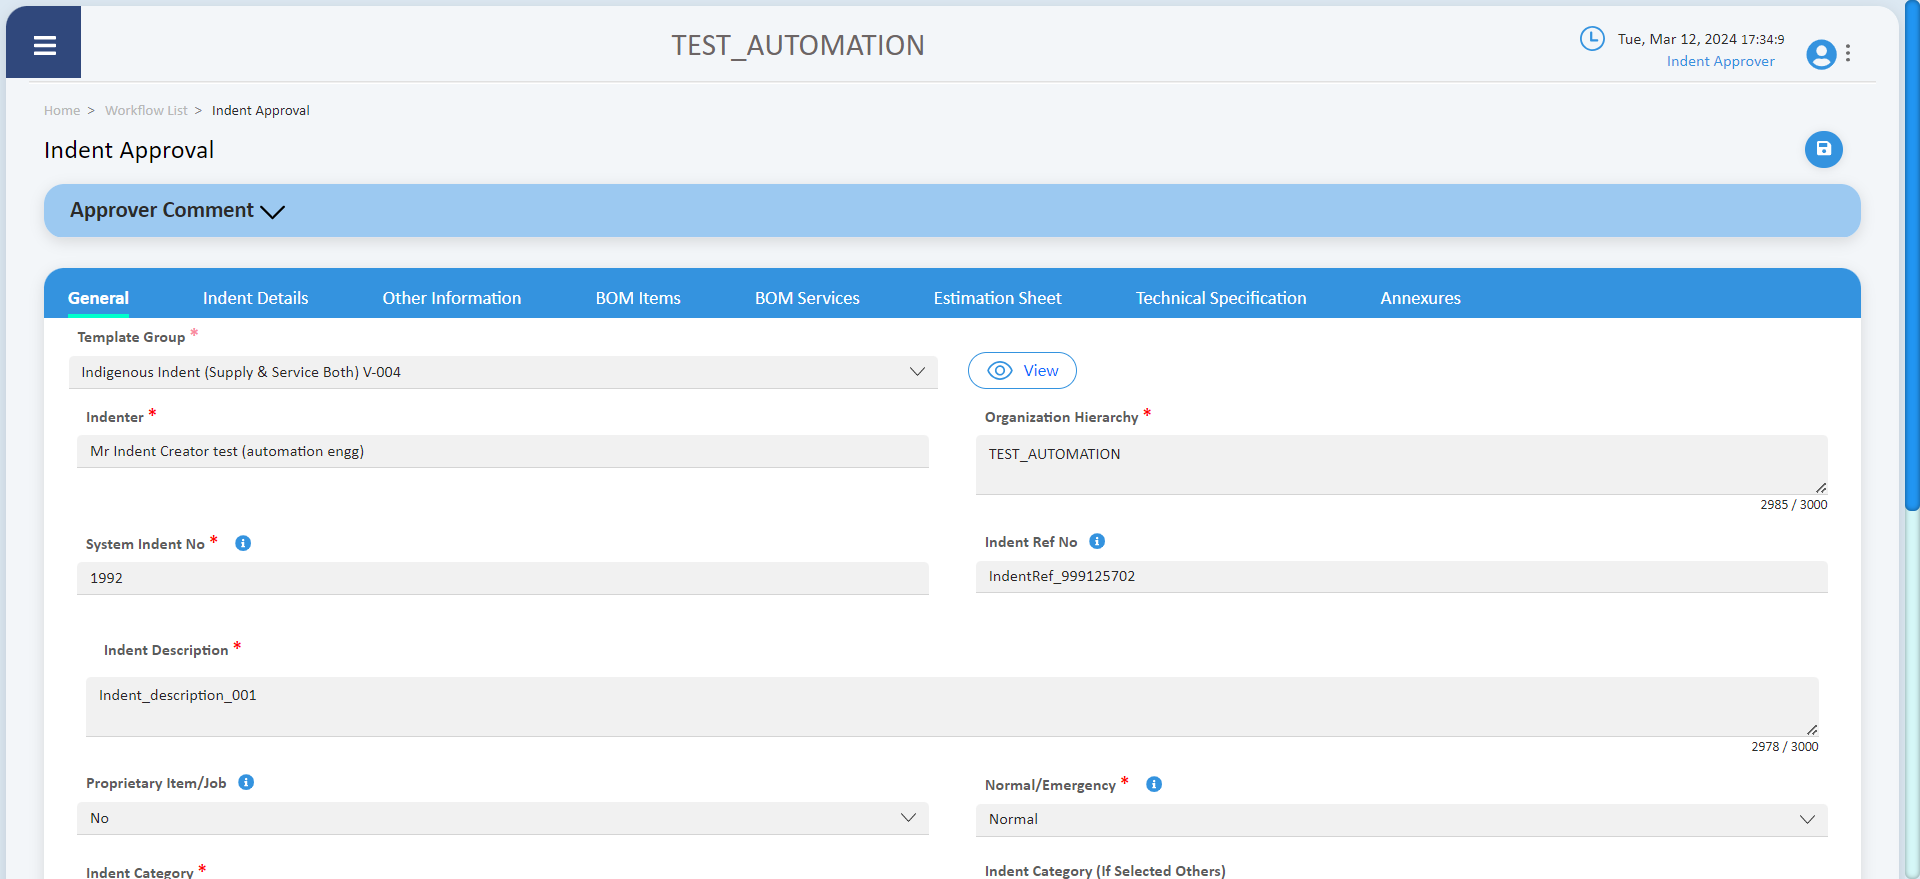 TEST_AUTOMATION
Tue, Mar 12, 2024 17:34:9
Indent Approver
Home > Workflow List > Indent Approval
Indent Approval
Approver Comment
General Indent Details Other Information BOM Items BOM Services Estimation Sheet Technical Specification Annexures
Template Group *
Indigenous Indent (Supply & Service Both) V-004
View
Indenter *
Mr Indent Creator test (automation engg)
Organization Hierarchy *
TEST_AUTOMATION
2985 / 3000
System Indent No *
1992
Indent Ref No
IndentRef_999125702
Indent Description *
Indent_description_001
2978 / 3000
Proprietary Item/Job
No
Normal/Emergency *
Normal
Indent Category *
Indent Category (If Selected Others)